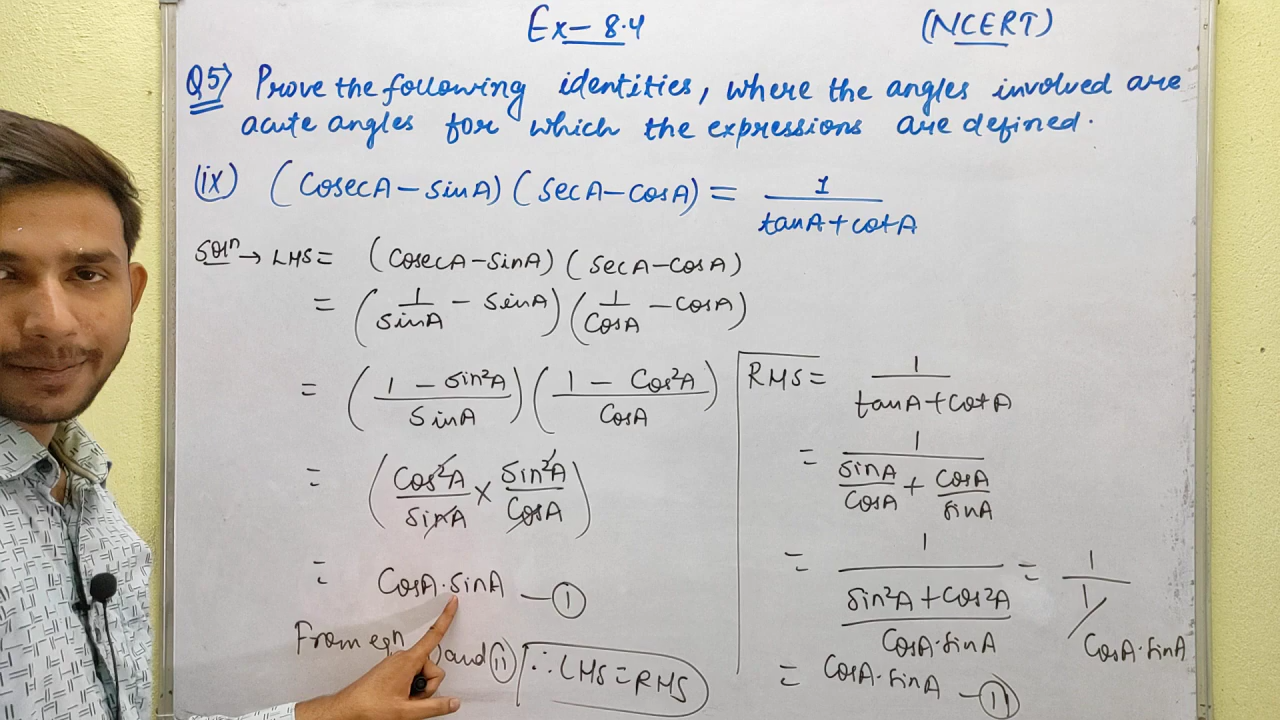 Ex-8.4 (NCERT)
Q5) Prove the following identities, where the angles involved are
acute angles for which the expressions are defined.
(ix) (CosecA-SinA)(SecA-CosA) = 1/(tanA+cotA)
Solⁿ→ LHS = (CosecA-SinA)(SecA-CosA)
= (1/SinA - SinA)(1/CosA - CosA)
= ((1 - Sin²A)/SinA)((1 - Cos²A)/CosA)
= (Cos²A/SinA × Sin²A/CosA)
= CosA.SinA —(I)
From eqn and (II) ∴ LHS = RHS
RHS = 1/(tanA+cotA)
= 1/(SinA/CosA + CosA/SinA)
= 1/((Sin²A+Cos²A)/(CosA.SinA)) = 1/(1/(CosA.SinA))
= CosA.SinA —(II)